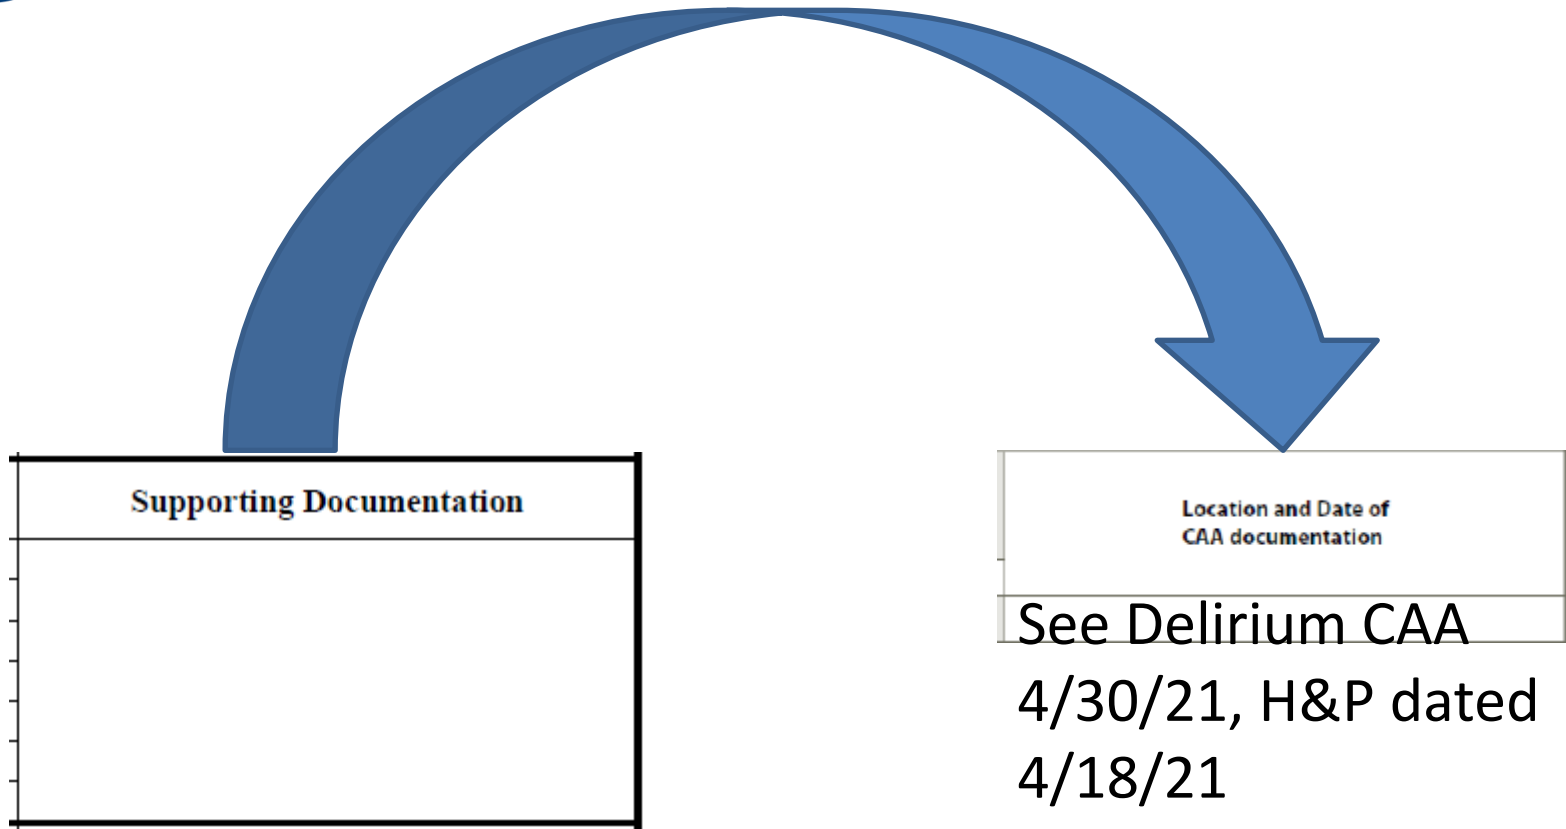 Supporting Documentation
Location and Date of
CAA documentation
See Delirium CAA
4/30/21, H&P dated
4/18/21